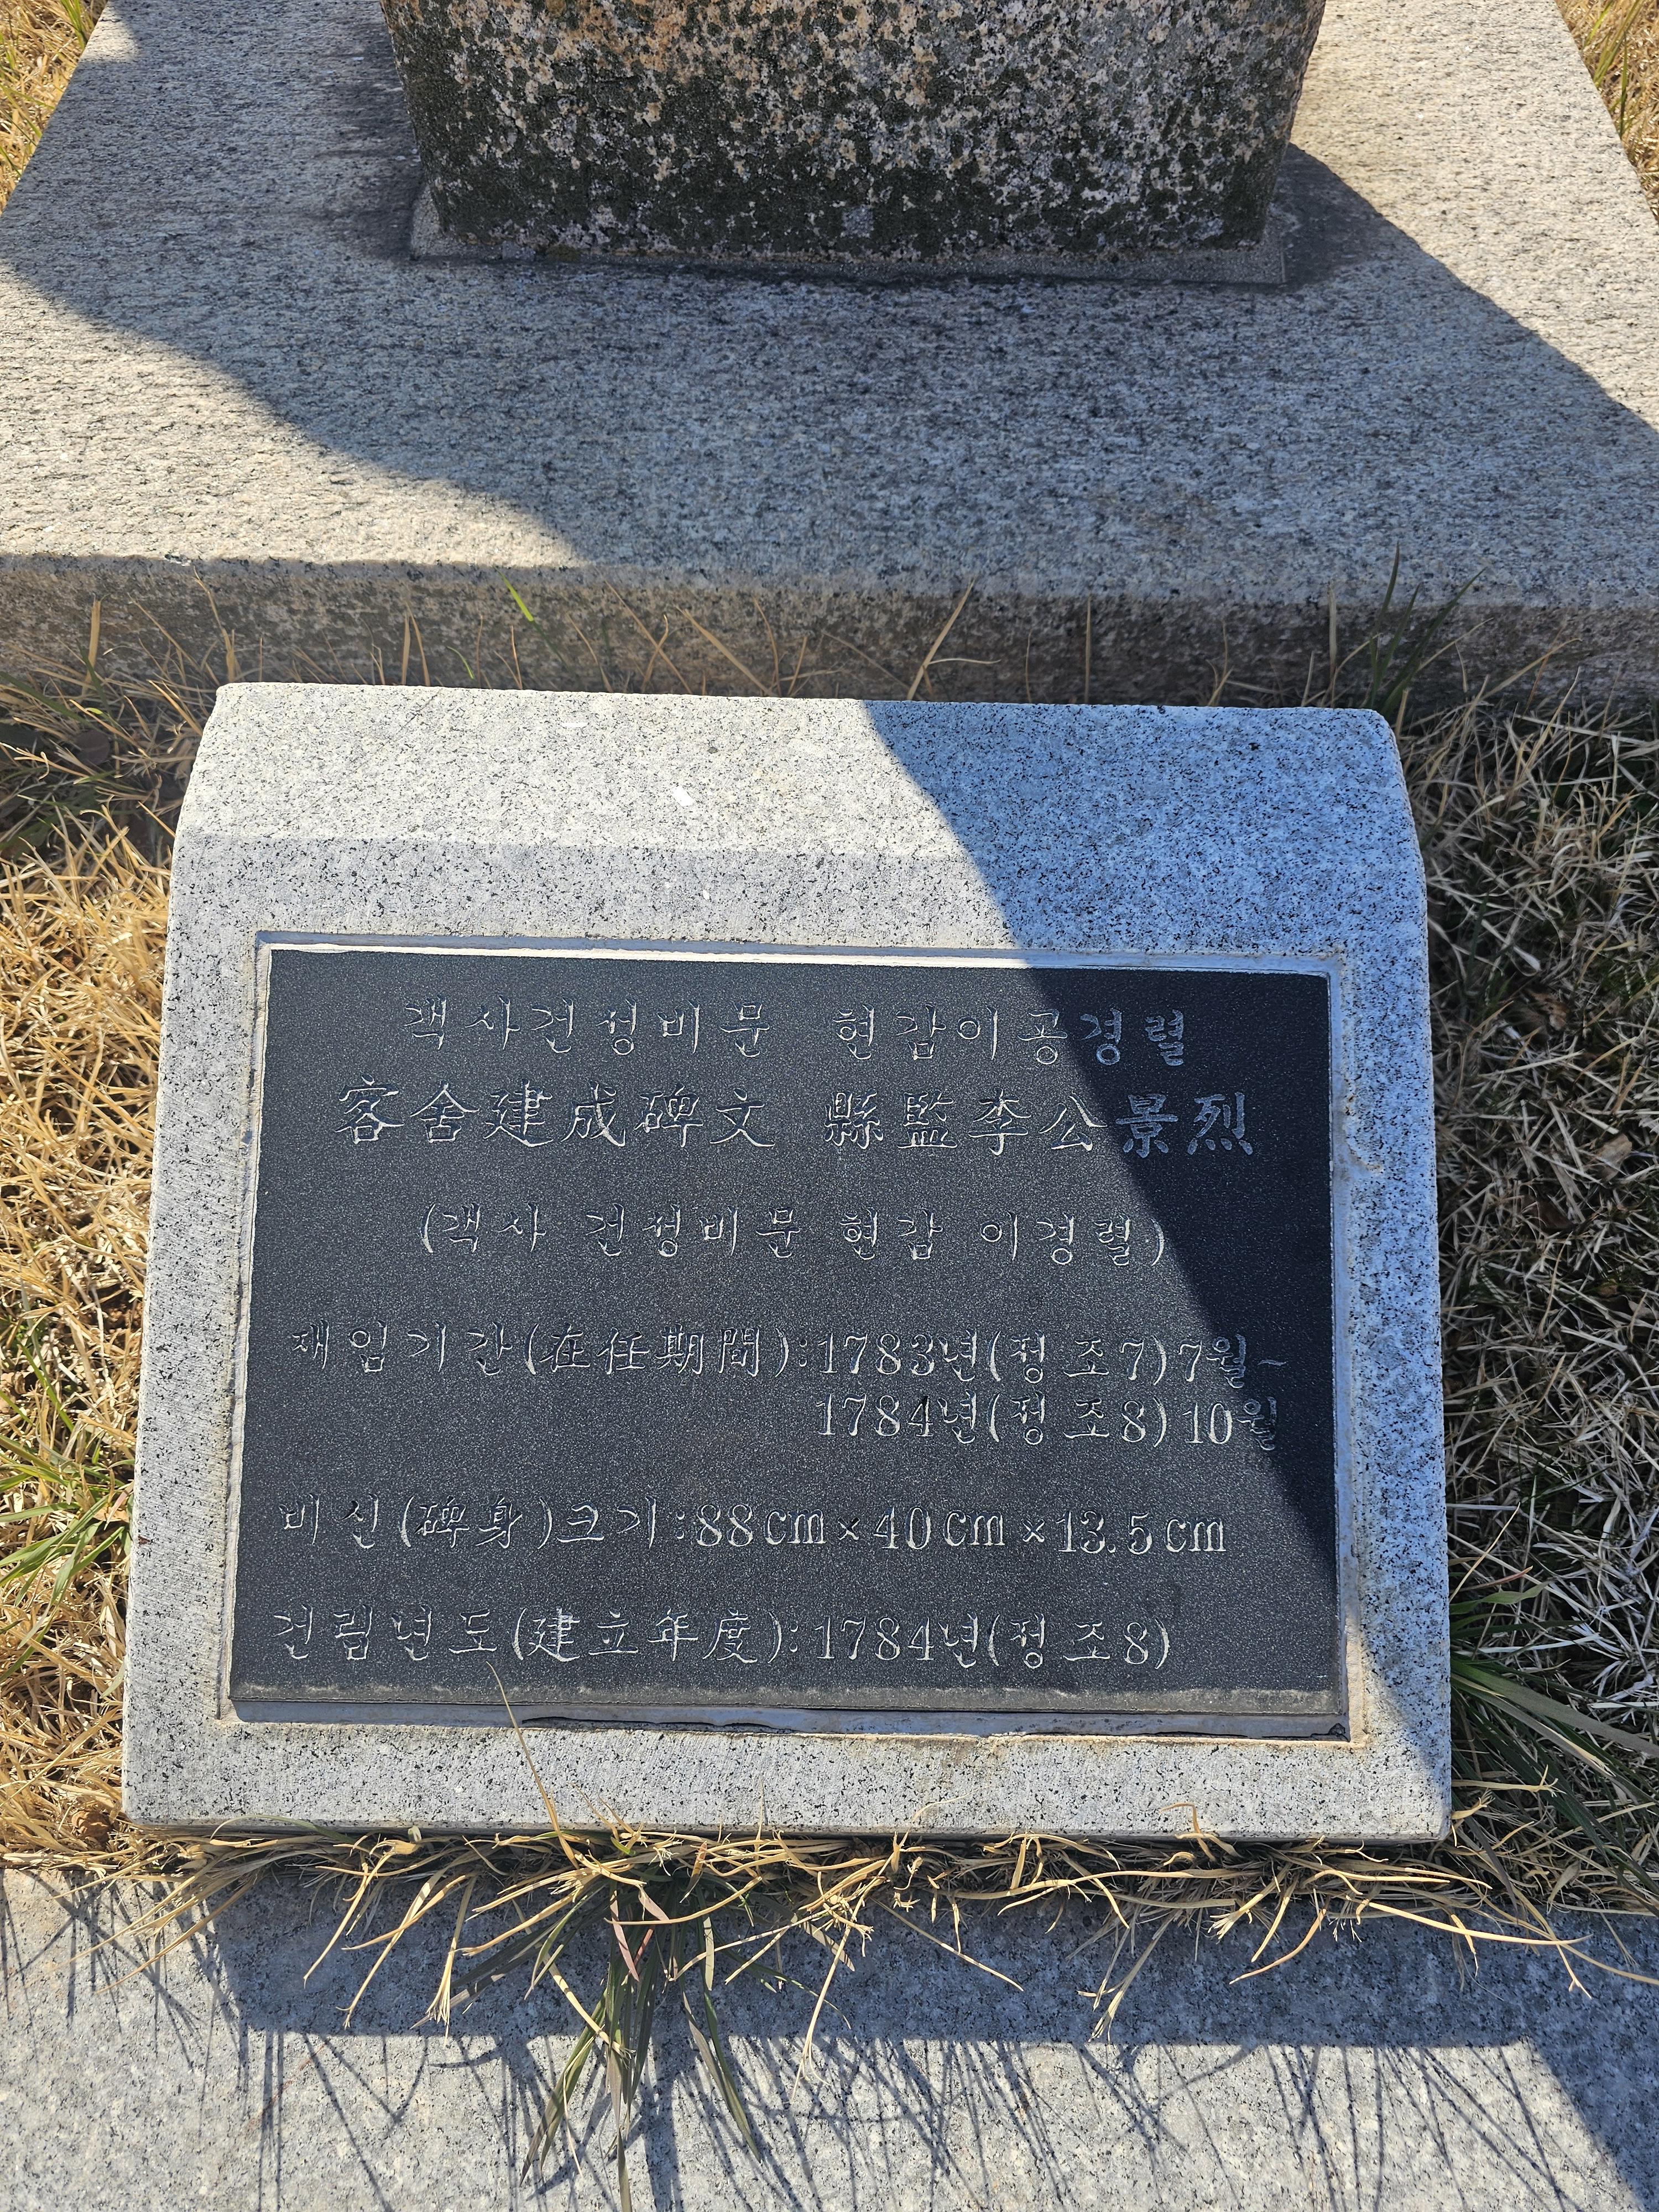 객사건성비문 현감이공경렬
客舍建成碑文 縣監李公景烈
(객사 건성비문 현감 이경렬)
재임기간(在任期間):1783년(정조7)7월~
1784년(정조8)10월
비신(碑身)크기:88cm×40cm×13.5cm
건립년도(建立年度):1784년(정조8)